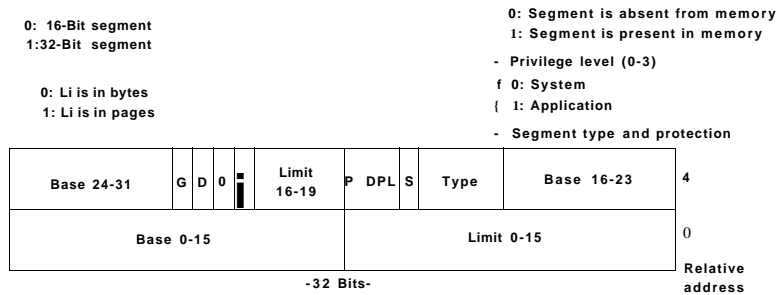 0: 16-Bit segment
1:32-Bit segment
0: Li is in bytes
1: Li is in pages
0: Segment is absent from memory
1: Segment is present in memory
- Privilege level (0-3)
f 0: System
{ 1: Application
- Segment type and protection
Base 24-31 G D 0 Limit 16-19 P DPL S Type Base 16-23 4
Base 0-15 Limit 0-15 0
-32 Bits-
Relative
address